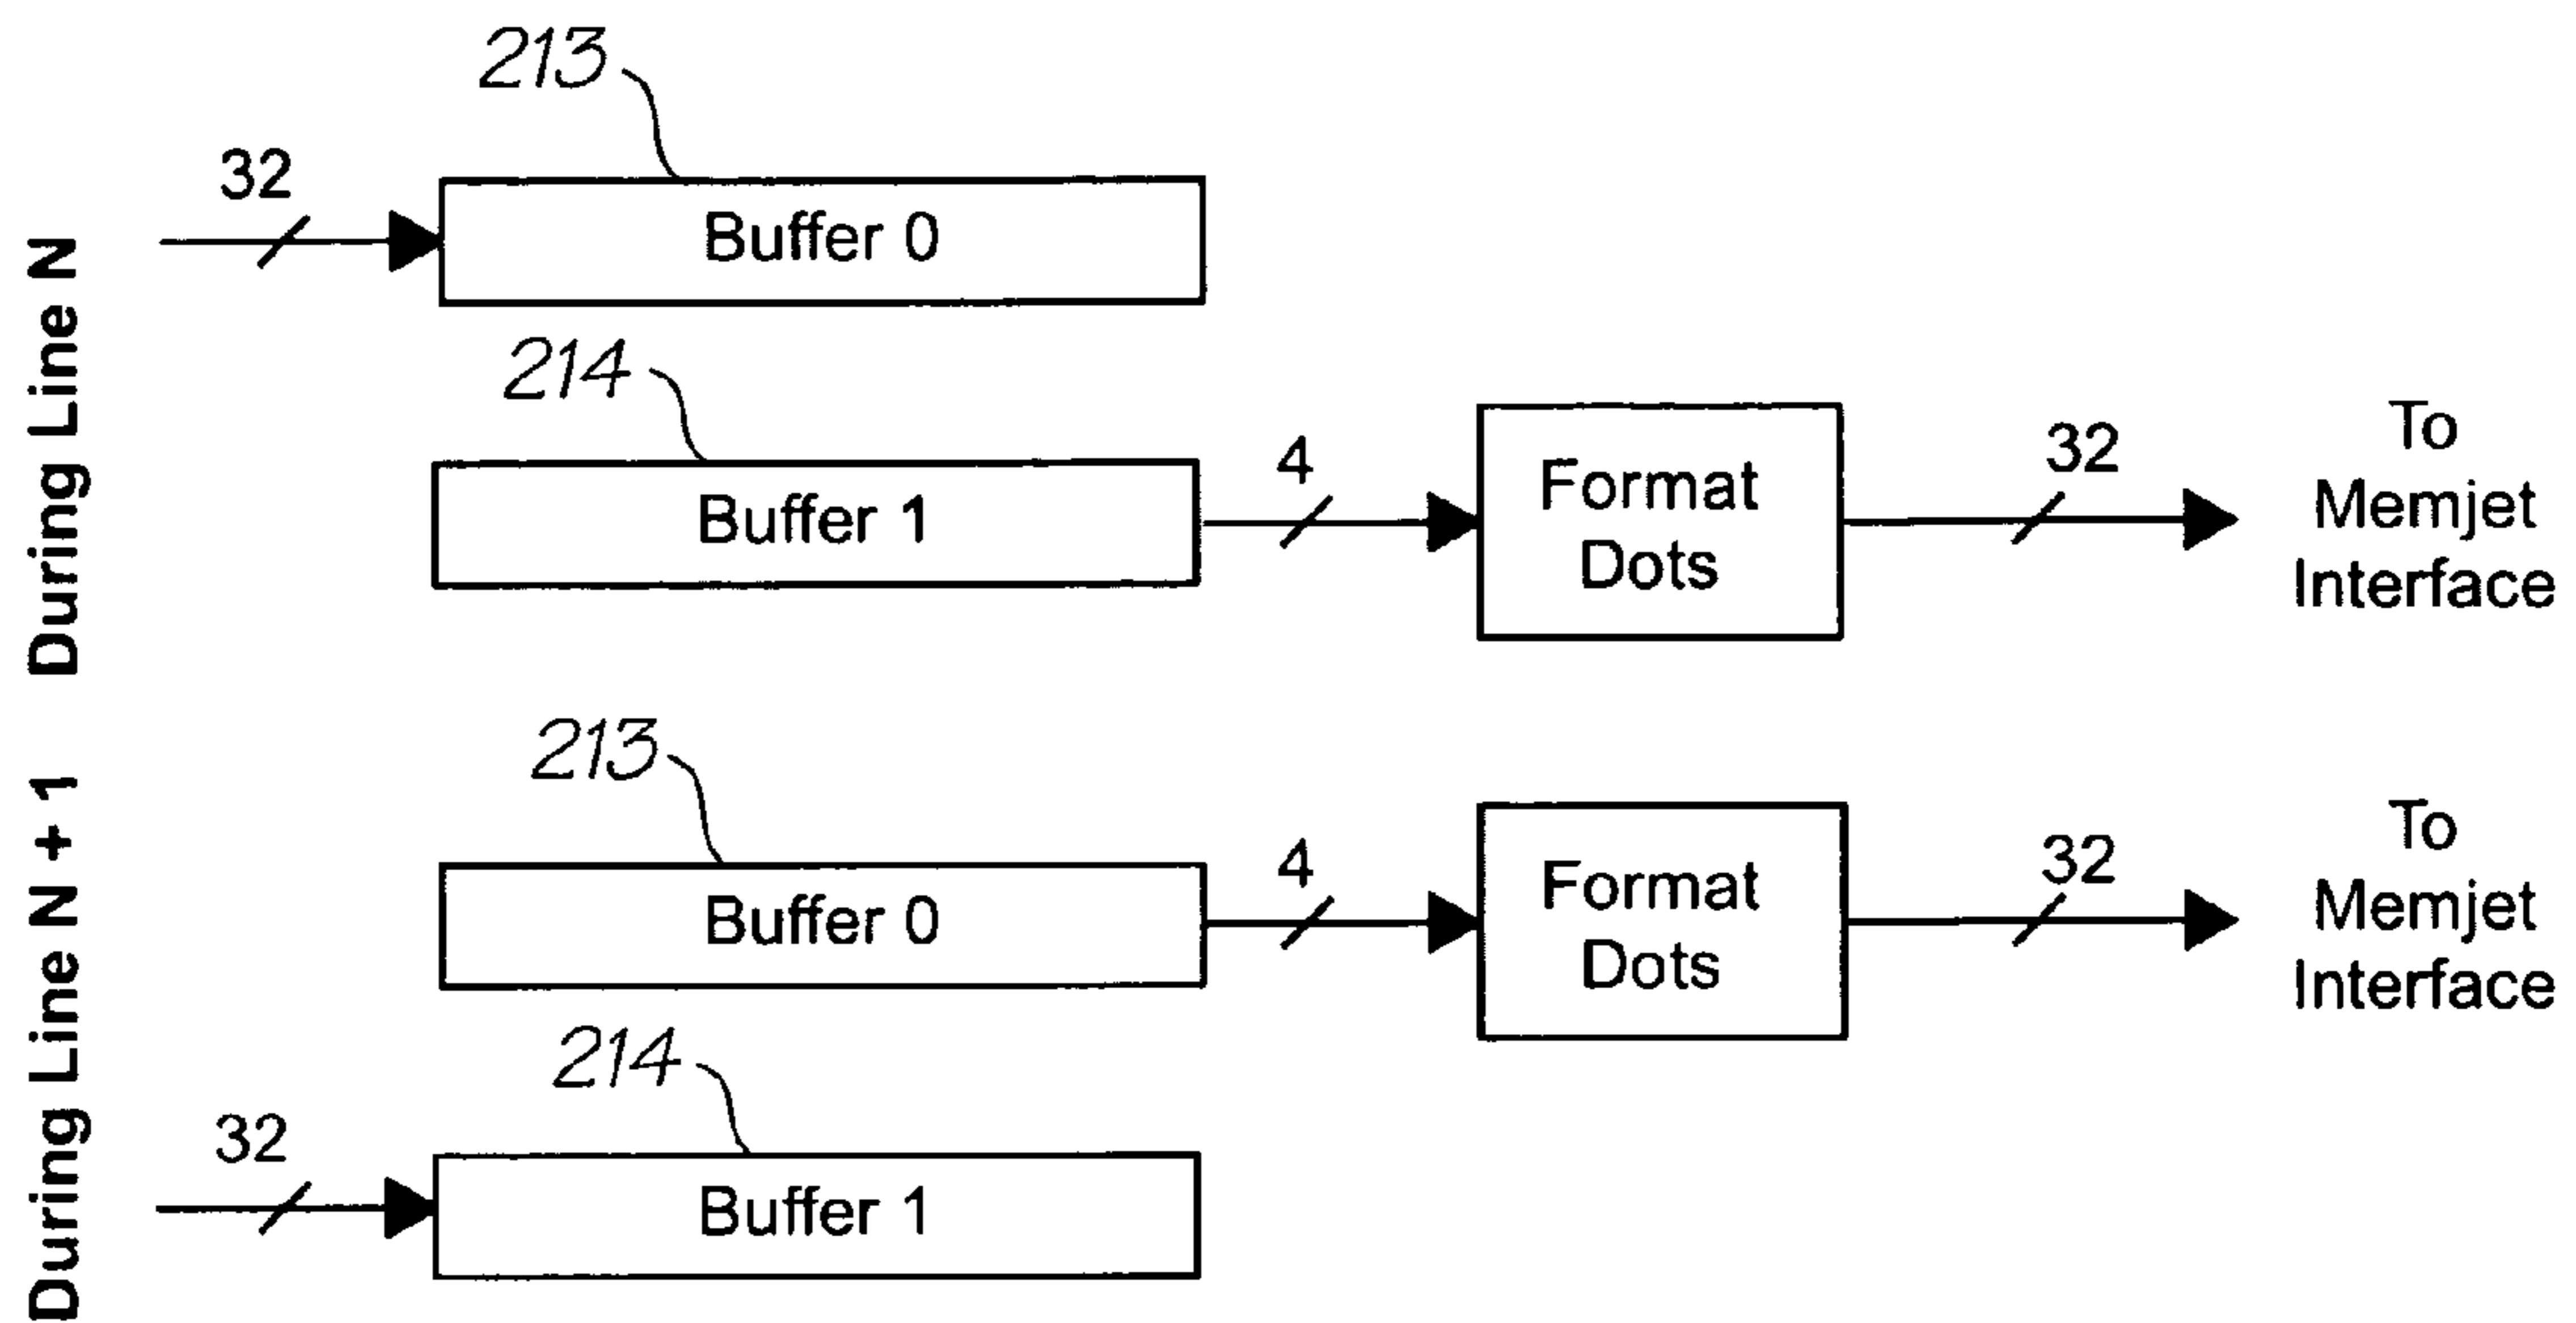 During Line N
213
32
Buffer 0
214
Buffer 1
4
Format
Dots
32
To
Memjet
Interface
During Line N + 1
213
Buffer 0
4
Format
Dots
32
To
Memjet
Interface
214
32
Buffer 1